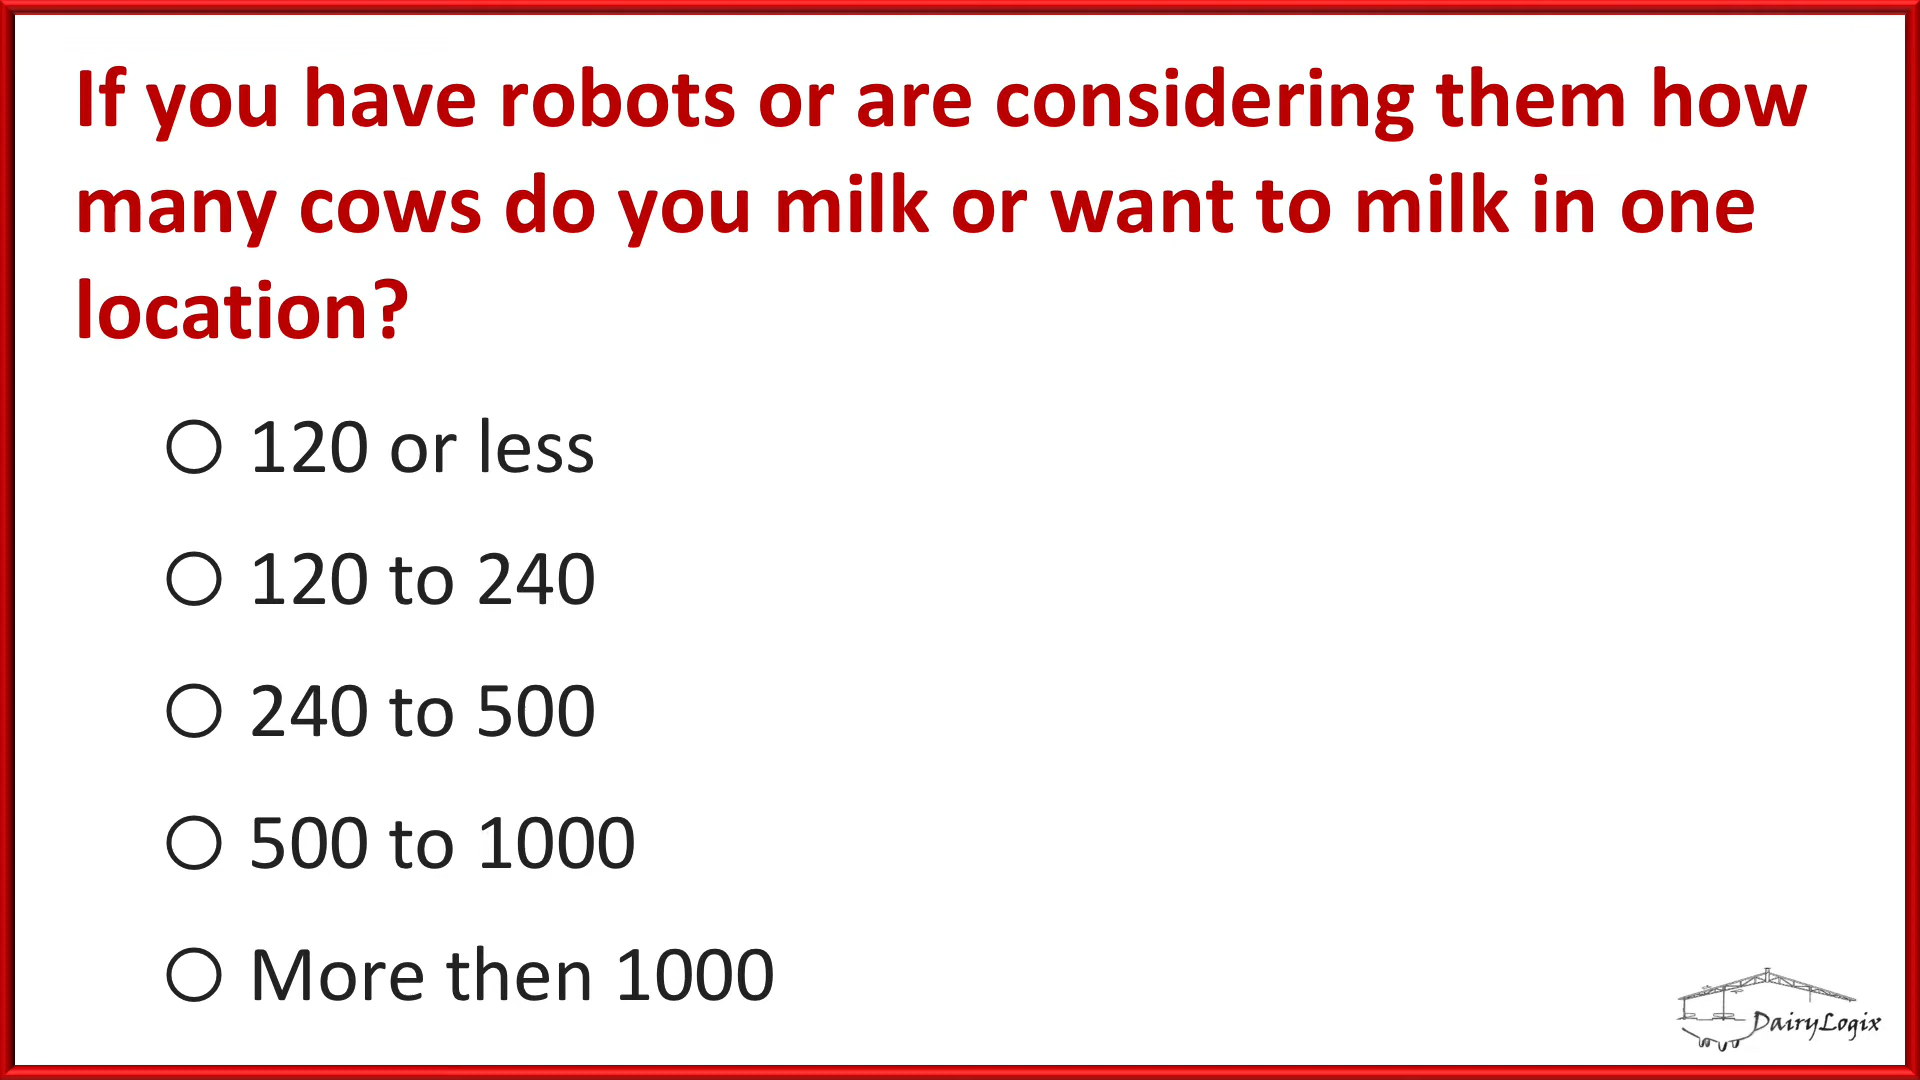 If you have robots or are considering them how
many cows do you milk or want to milk in one
location?
120 or less
120 to 240
240 to 500
500 to 1000
More then 1000
DairyLogix